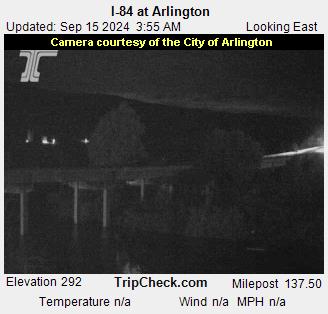 I-84 at Arlington
Updated: Sep 15 2024 3:55 AM Looking East
Camera courtesy of the City of Arlington
Elevation 292 TripCheck.com Milepost 137.50
Temperature n/a Wind n/a MPH n/a